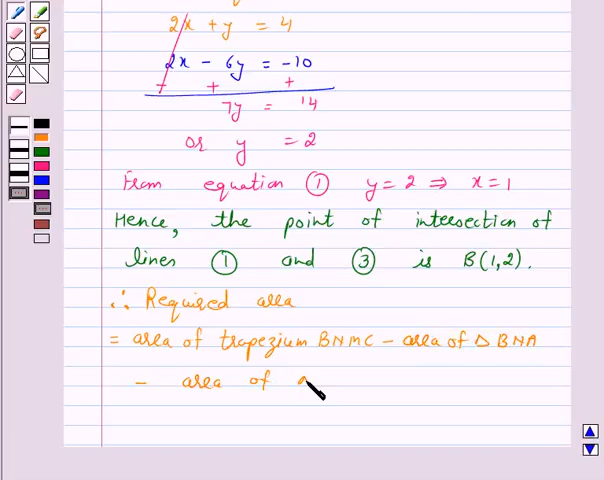 2x + y = 4
2x - 6y = -10
- + +
7y = 14
or y = 2
From equation ① y = 2 ⇒ x = 1
Hence, the point of intersection of
lines ① and ③ is B(1,2).
∴ Required area
= area of trapezium BNMC - area of Δ BNA
- area of